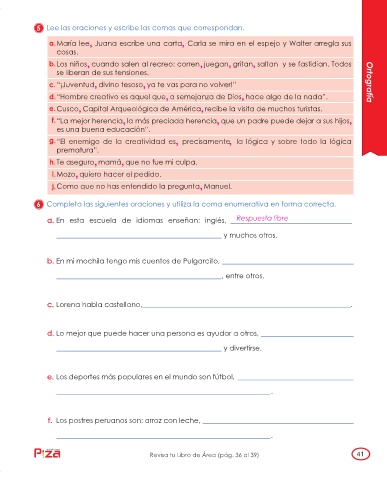 5 Lee las oraciones y escribe las comas que correspondan.
a. María lee, Juana escribe una carta, Carla se mira en el espejo y Walter arregla sus
cosas.
b. Los niños, cuando salen al recreo: corren, juegan, gritan, saltan y se fastidian. Todos
se liberan de sus tensiones.
c. "¡Juventud, divino tesoso, ya te vas para no volver!"
d. "Hombre creativo es aquel que, a semejanza de Dios, hace algo de la nada".
e. Cusco, Capital Arqueológica de América, recibe la visita de muchos turistas.
f. "La mejor herencia, la más preciada herencia, que un padre puede dejar a sus hijos,
es una buena educación".
g. "El enemigo de la creatividad es, precisamente, la lógica y sobre todo la lógica
prematura".
h. Te aseguro, mamá, que no fue mi culpa.
i. Mozo, quiero hacer el pedido.
j. Como que no has entendido la pregunta, Manuel.
Ortografía
6 Completa las siguientes oraciones y utiliza la coma enumerativa en forma correcta.
a. En esta escuela de idiomas enseñan: inglés, Respuesta libre
y muchos otros.
b. En mi mochila tengo mis cuentos de Pulgarcito,
, entre otros.
c. Lorena habla castellano, .
d. Lo mejor que puede hacer una persona es ayudar a otros,
y divertirse.
e. Los deportes más populares en el mundo son fútbol,
.
f. Los postres peruanos son: arroz con leche,
.
Piza
Revisa tu Libro de Área (pág. 36 al 39)
41